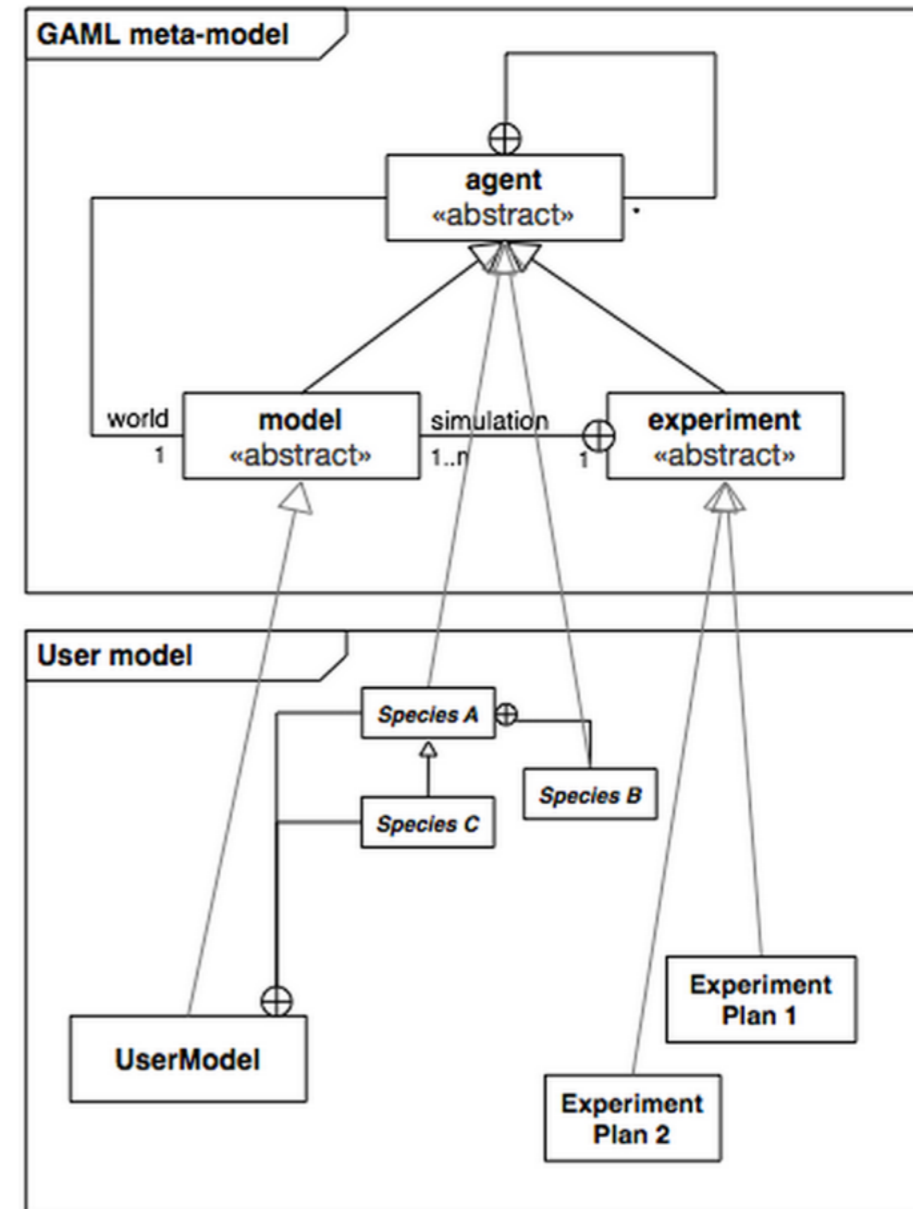 GAML meta-model
agent
«abstract»
*
world
1
model
«abstract»
simulation
1..n
1
experiment
«abstract»
User model
Species A
Species B
Species C
Experiment
Plan 1
UserModel
Experiment
Plan 2